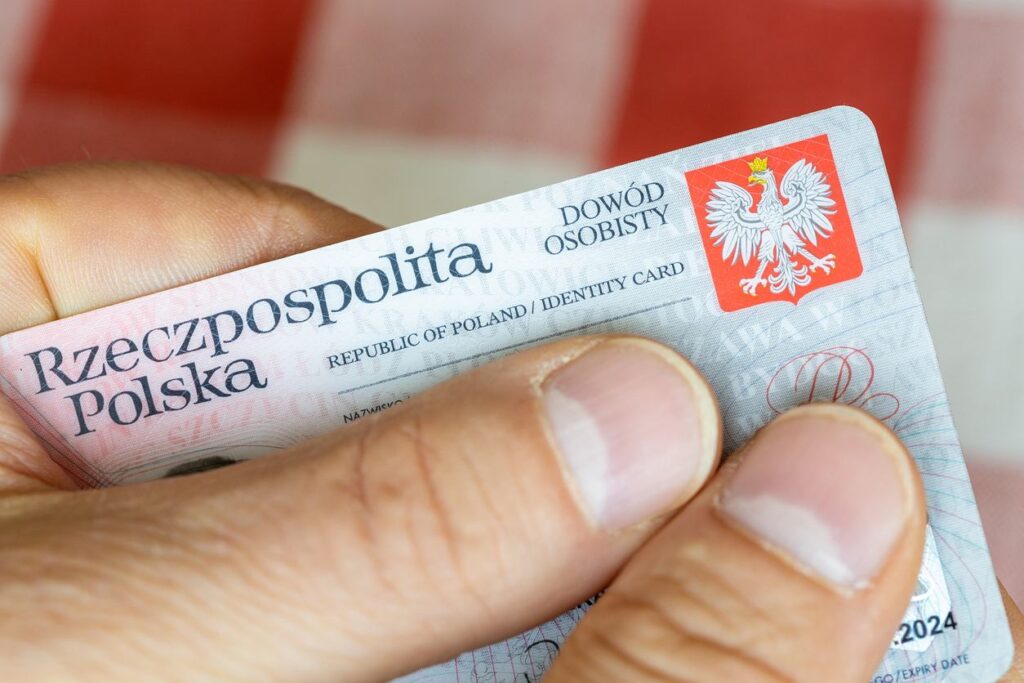 Rzeczpospolita
Polska
DOWÓD
OSOBISTY
REPUBLIC OF POLAND / IDENTITY CARD
NAZWISKO
.2024
/ EXPIRY DATE